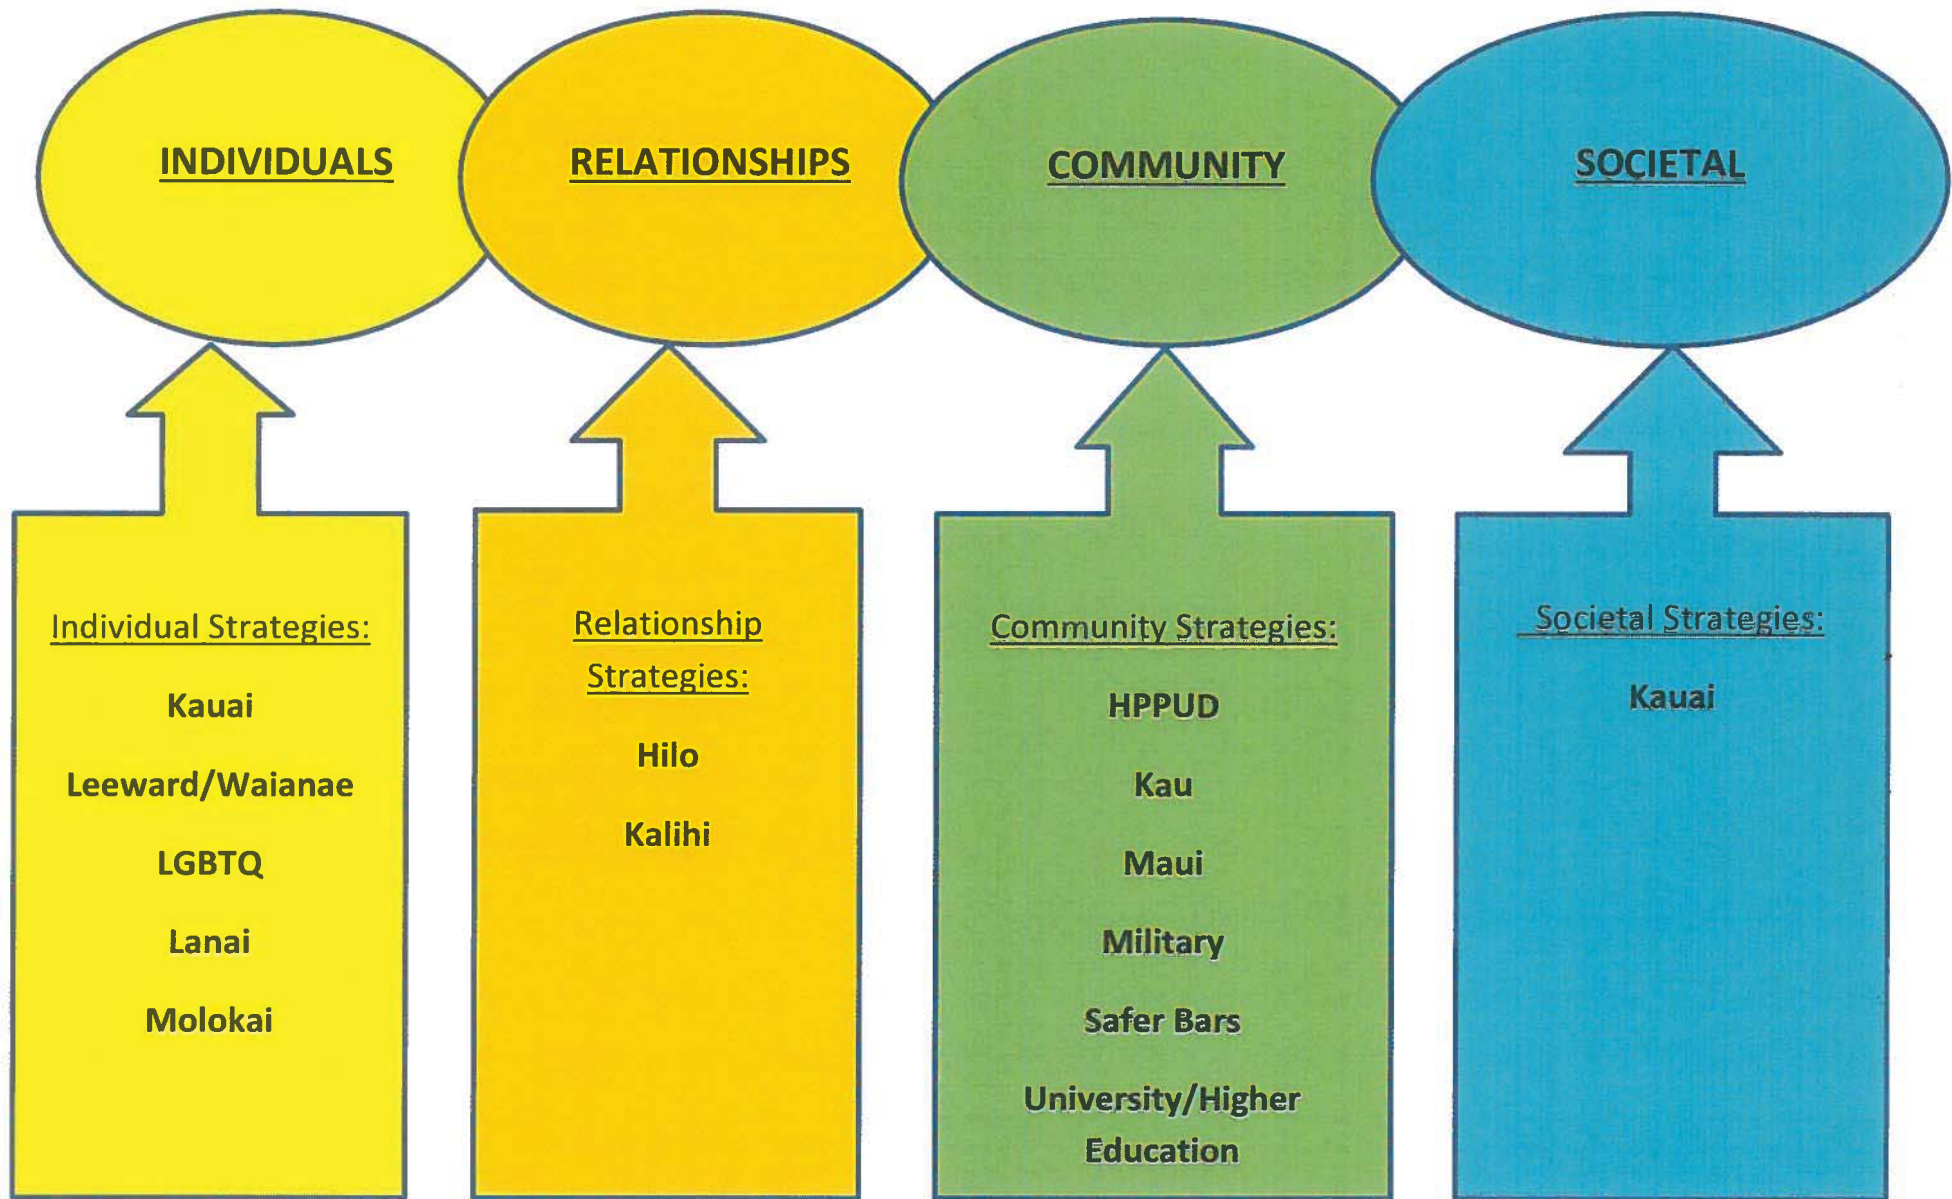 INDIVIDUALS
RELATIONSHIPS
COMMUNITY
SOCIETAL
Individual Strategies:
Kauai
Leeward/Waianae
LGBTQ
Lanai
Molokai
Relationship
Strategies:
Hilo
Kalihi
Community Strategies:
HPPUD
Kau
Maui
Military
Safer Bars
University/Higher
Education
Societal Strategies:
Kauai